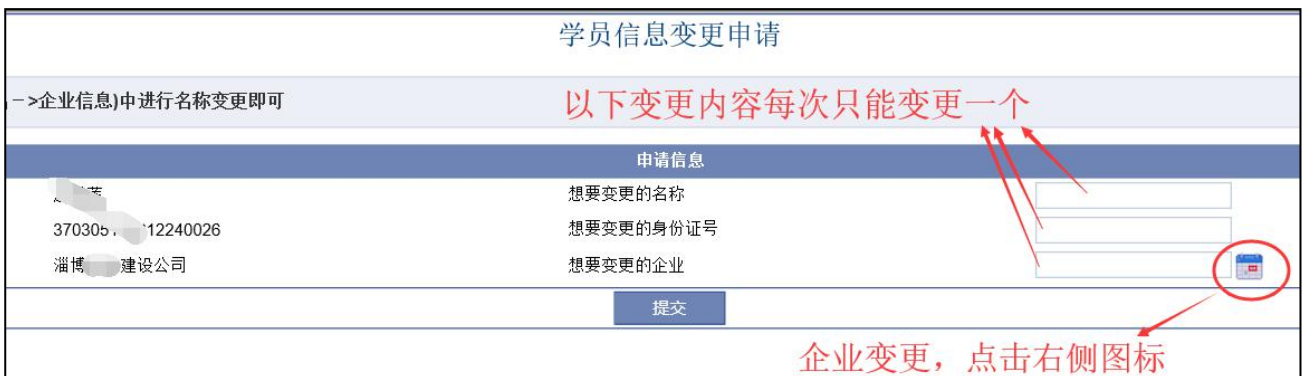 学员信息变更申请
->企业信息)中进行名称变更即可
以下变更内容每次只能变更一个
申请信息
想要变更的名称
370305 12240026
想要变更的身份证号
淄博 建设公司
想要变更的企业
提交
企业变更，点击右侧图标